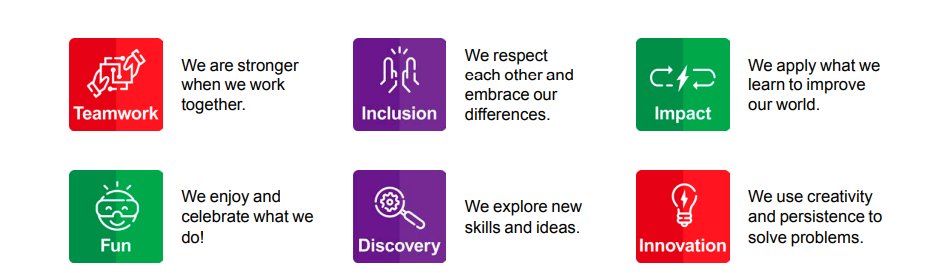 Teamwork
We are stronger
when we work
together.
Inclusion
We respect
each other and
embrace our
differences.
Impact
We apply what we
learn to improve
our world.
Fun
We enjoy and
celebrate what we
do!
Discovery
We explore new
skills and ideas.
Innovation
We use creativity
and persistence to
solve problems.